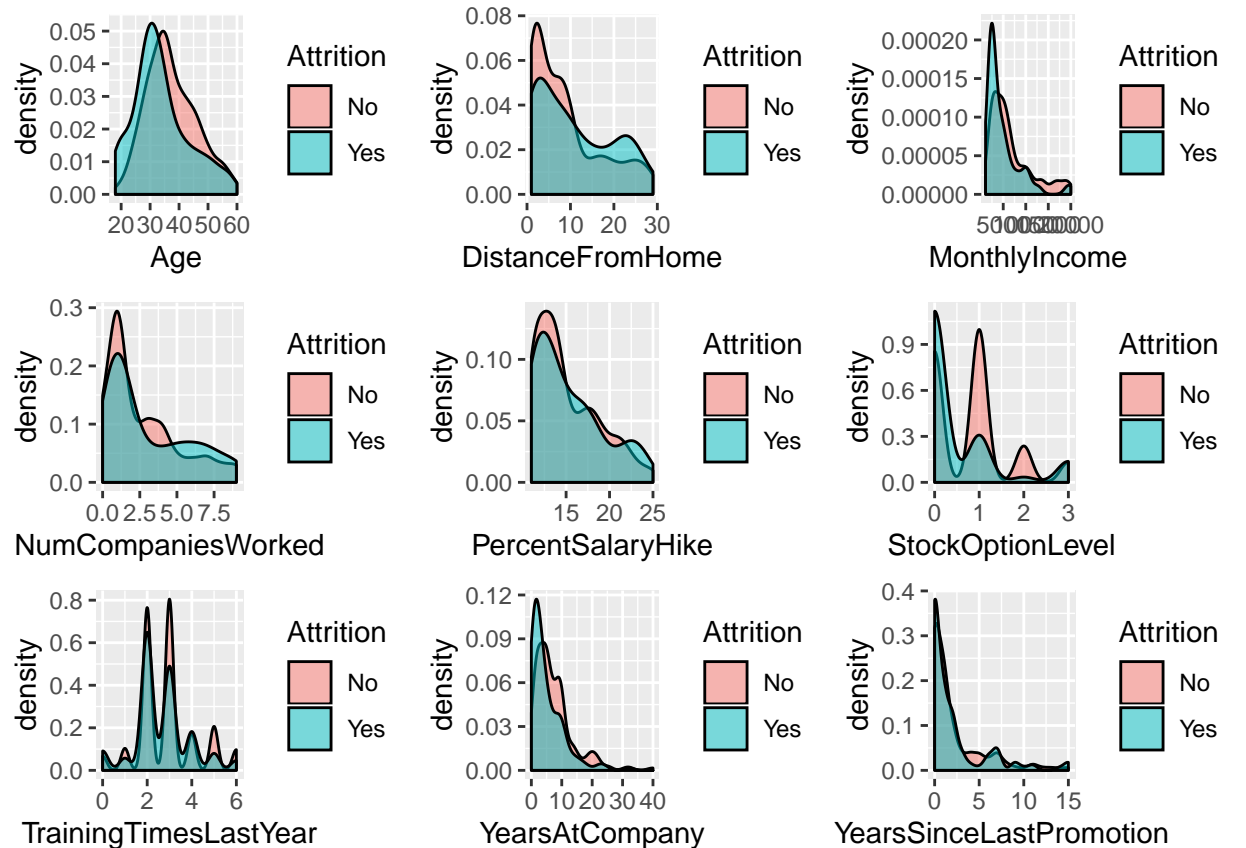 density
0.05
0.04
0.03
0.02
0.01
0.00
20 30 40 50 60
Age
Attrition
No
Yes
density
0.08
0.06
0.04
0.02
0.00
0 10 20 30
DistanceFromHome
Attrition
No
Yes
density
0.00020
0.00015
0.00010
0.00005
0.00000
MonthlyIncome
Attrition
No
Yes
density
0.3
0.2
0.1
0.0
0.0 2.5 5.0 7.5
NumCompaniesWorked
Attrition
No
Yes
density
0.10
0.05
0.00
15 20 25
PercentSalaryHike
Attrition
No
Yes
density
0.9
0.6
0.3
0.0
0 1 2 3
StockOptionLevel
Attrition
No
Yes
density
0.8
0.6
0.4
0.2
0.0
0 2 4 6
TrainingTimesLastYear
Attrition
No
Yes
density
0.12
0.09
0.06
0.03
0.00
0 10 20 30 40
YearsAtCompany
Attrition
No
Yes
density
0.4
0.3
0.2
0.1
0.0
0 5 10 15
YearsSinceLastPromotion
Attrition
No
Yes